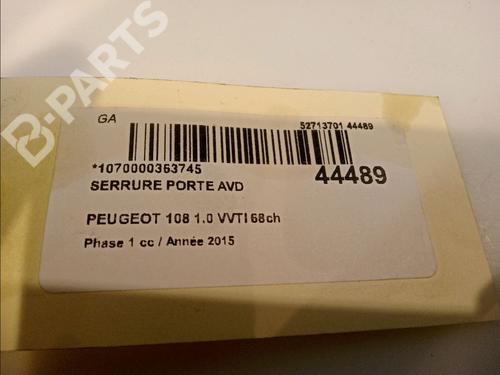 B-PARTS
GA
52713701 44489
*1070000363745
44489
SERRURE PORTE AVD
PEUGEOT 108 1.0 VVTI 68ch
Phase 1 cc / Année 2015